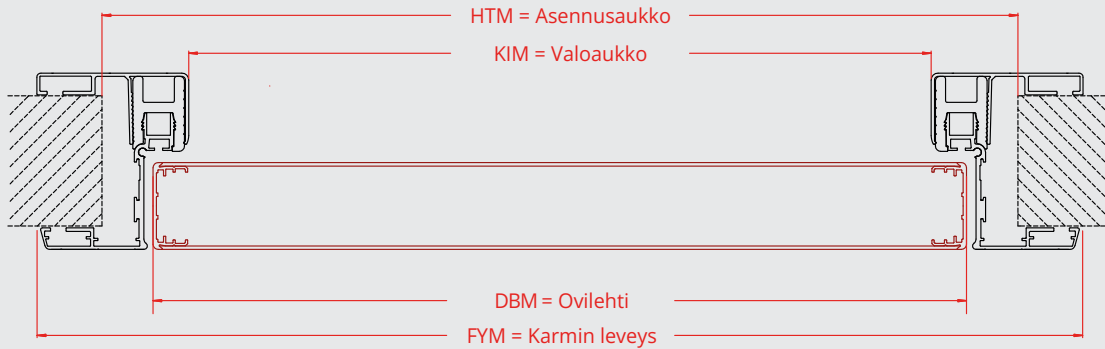 HTM = Asennusaukko
KIM = Valoaukko
DBM = Ovilehti
FYM = Karmin leveys